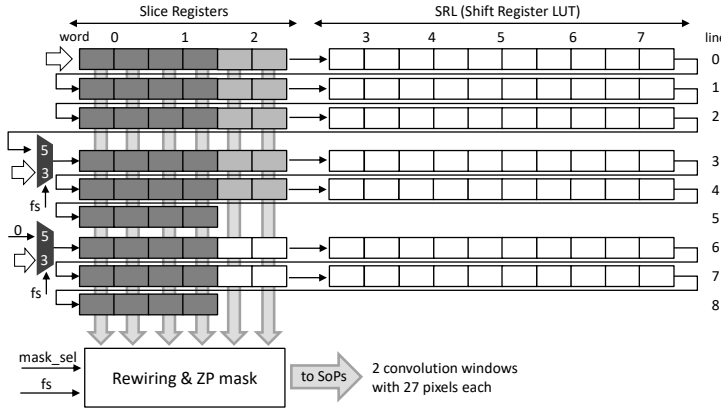 Slice Registers SRL (Shift Register LUT)
word 0 1 2 3 4 5 6 7 line
0
1
2
5
3
fs
3
4
5
0
5
3
fs
6
7
8
mask_sel
fs
Rewiring & ZP mask
to SoPs
2 convolution windows
with 27 pixels each